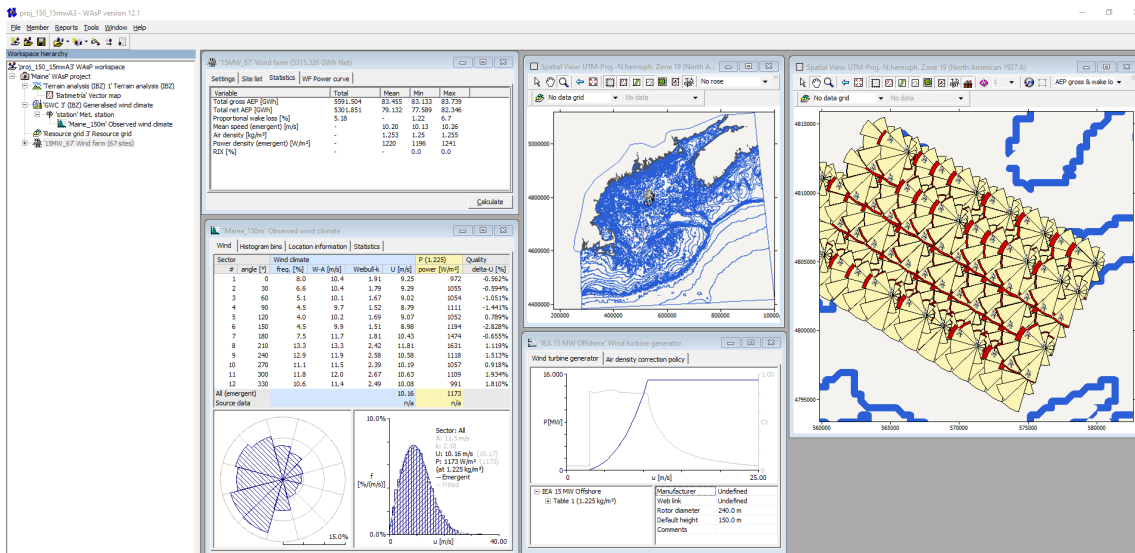 proj_150_15mwA3 - WAsP version 12.1
File Member Reports Tools Window Help
Workspace hierarchy
'proj_150_15mwA3' WAsP workspace
'Maine' WAsP project
'Terrain analysis (IBZ) 1' Terrain analysis (IBZ)
'Batimetria' Vector map
'GWC 3' (IBZ) Generalised wind climate
'station' Met. station
'Maine_150m' Observed wind climate
'Resource grid 3' Resource grid
'15MW_67' Wind farm (67 sites)
'15MW_67' Wind farm (5315.326 GWh Net)
Settings Site list Statistics WF Power curve
Variable Total Mean Min Max
Total gross AEP [GWh] 5591.504 83.455 83.133 83.739
Total net AEP [GWh] 5301.851 79.132 77.589 82.346
Proportional wake loss [%] 5.18 - 1.22 6.7
Mean speed (emergent) [m/s] - 10.20 10.13 10.26
Air density [kg/m³] - 1.253 1.25 1.255
Power density (emergent) [W/m²] - 1220 1196 1241
RIX [%] - 0.0 0.0
Calculate
'Maine_150m' Observed wind climate
Wind Histogram bins Location information Statistics
Sector Wind climate P (1.225) Quality
# angle [°] freq. [%] W-A [m/s] Weibull-k U [m/s] power [W/m²] delta-U [%]
1 0 8.0 10.4 1.91 9.25 972 -0.562%
2 30 6.6 10.4 1.79 9.29 1055 -0.594%
3 60 5.1 10.1 1.67 9.02 1054 -1.051%
4 90 4.5 9.7 1.52 8.79 1111 -1.441%
5 120 4.0 10.2 1.69 9.07 1052 0.789%
6 150 4.5 9.9 1.51 8.98 1194 -2.828%
7 180 7.5 11.7 1.81 10.43 1474 -0.655%
8 210 13.3 13.3 2.42 11.81 1631 1.119%
9 240 12.9 11.9 2.58 10.58 1118 1.513%
10 270 11.1 11.5 2.39 10.19 1057 0.918%
11 300 11.8 12.0 2.67 10.63 1109 1.934%
12 330 10.6 11.4 2.49 10.08 991 1.810%
All (emergent) 10.16 1173
Source data n/a n/a
15.0%
10.0%
f
[%/(m/s)]
0.0%
0 u [m/s] 40.00
Sector: All
A: 11.5 m/s
k: 2.10
U: 10.16 m/s (10.17)
P: 1173 W/m² (1173)
(at 1.225 kg/m³)
-- Emergent
-- Fitted
Spatial View: UTM-Proj.-N.hemisph. Zone 19 (North A...
No rose
No data grid No data
5000000
4800000
4600000
4400000
200000 400000 600000 800000 10000
'IEA 15 MW Offshore' Wind turbine generator
Wind turbine generator Air density correction policy
16.000
P[MW]
0
1.00
Ct
0
0 u [m/s] 25.00
IEA 15 MW Offshore
Table 1 (1.225 kg/m³)
Manufacturer Undefined
Web link Undefined
Rotor diameter 240.0 m
Default height 150.0 m
Comments
Spatial View: UTM-Proj.-N.hemisph. Zone 19 (North American 1927 A)
1
AEP gross & wake lo
No data grid No data
4815000
4810000
4805000
4800000
4795000
560000 565000 570000 575000 580000